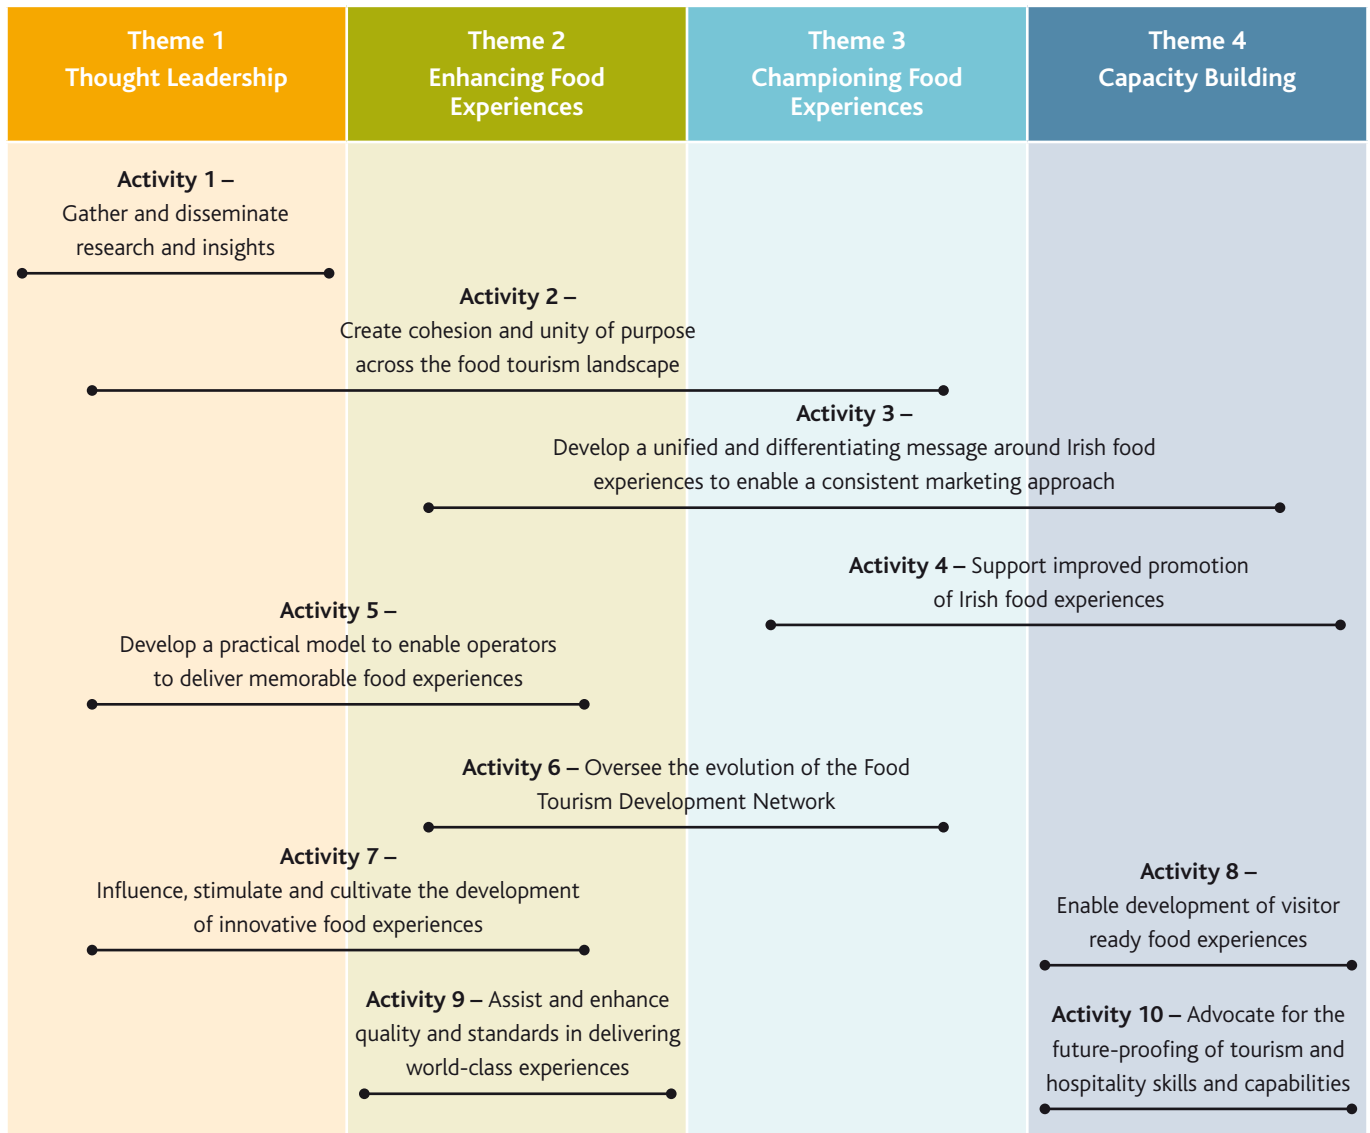 Theme 1
Thought Leadership
Theme 2
Enhancing Food
Experiences
Theme 3
Championing Food
Experiences
Theme 4
Capacity Building
Activity 1 –
Gather and disseminate
research and insights
Activity 2 –
Create cohesion and unity of purpose
across the food tourism landscape
Activity 3 –
Develop a unified and differentiating message around Irish food
experiences to enable a consistent marketing approach
Activity 4 – Support improved promotion
of Irish food experiences
Activity 5 –
Develop a practical model to enable operators
to deliver memorable food experiences
Activity 6 – Oversee the evolution of the Food
Tourism Development Network
Activity 7 –
Influence, stimulate and cultivate the development
of innovative food experiences
Activity 8 –
Enable development of visitor
ready food experiences
Activity 9 – Assist and enhance
quality and standards in delivering
world-class experiences
Activity 10 – Advocate for the
future-proofing of tourism and
hospitality skills and capabilities